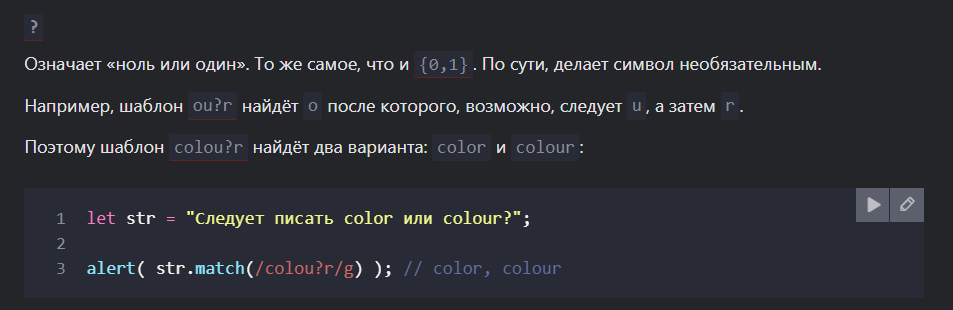 ?
Означает «ноль или один». То же самое, что и {0,1}. По сути, делает символ необязательным.
Например, шаблон ou?r найдёт o после которого, возможно, следует u, а затем r.
Поэтому шаблон colou?r найдёт два варианта: color и colour:
1 let str = "Следует писать color или colour?";
2
3 alert( str.match(/colou?r/g) ); // color, colour